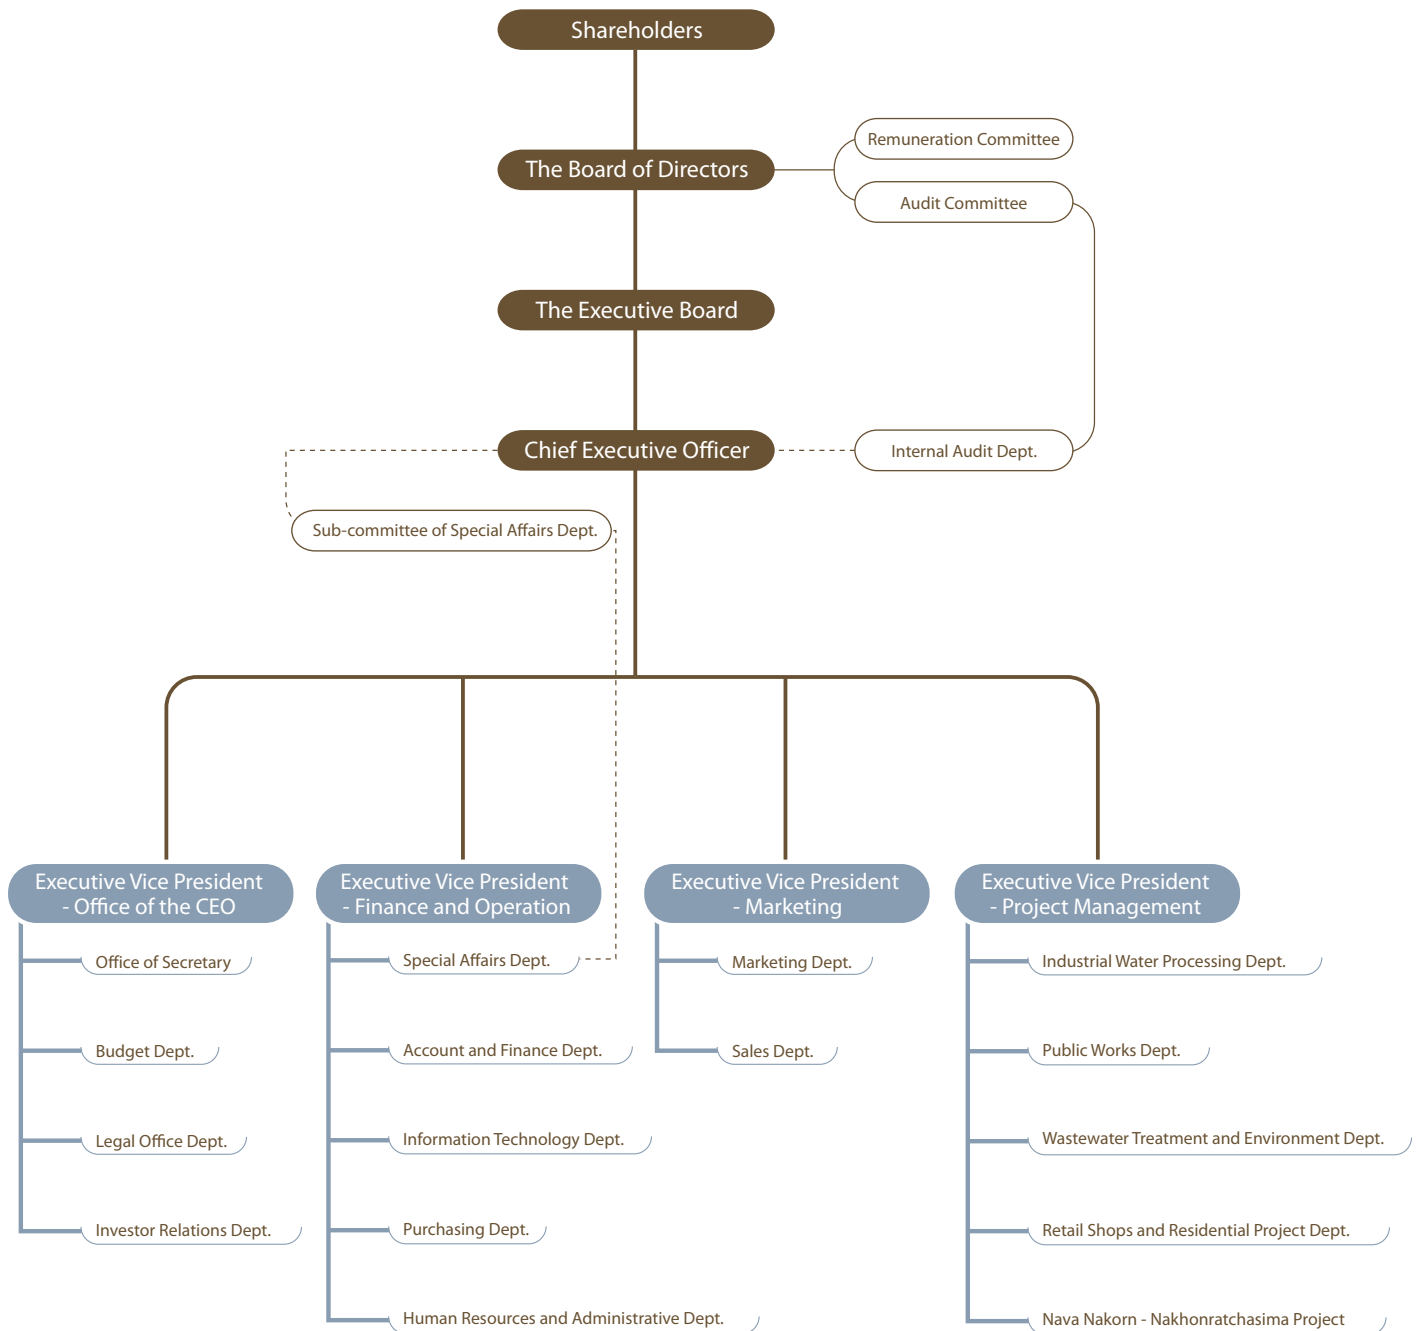 Shareholders
Remuneration Committee
The Board of Directors
Audit Committee
The Executive Board
Chief Executive Officer
Internal Audit Dept.
Sub-committee of Special Affairs Dept.
Executive Vice President
- Office of the CEO
Office of Secretary
Budget Dept.
Legal Office Dept.
Investor Relations Dept.
Executive Vice President
- Finance and Operation
Special Affairs Dept.
Account and Finance Dept.
Information Technology Dept.
Purchasing Dept.
Human Resources and Administrative Dept.
Executive Vice President
- Marketing
Marketing Dept.
Sales Dept.
Executive Vice President
- Project Management
Industrial Water Processing Dept.
Public Works Dept.
Wastewater Treatment and Environment Dept.
Retail Shops and Residential Project Dept.
Nava Nakorn - Nakhonratchasima Project